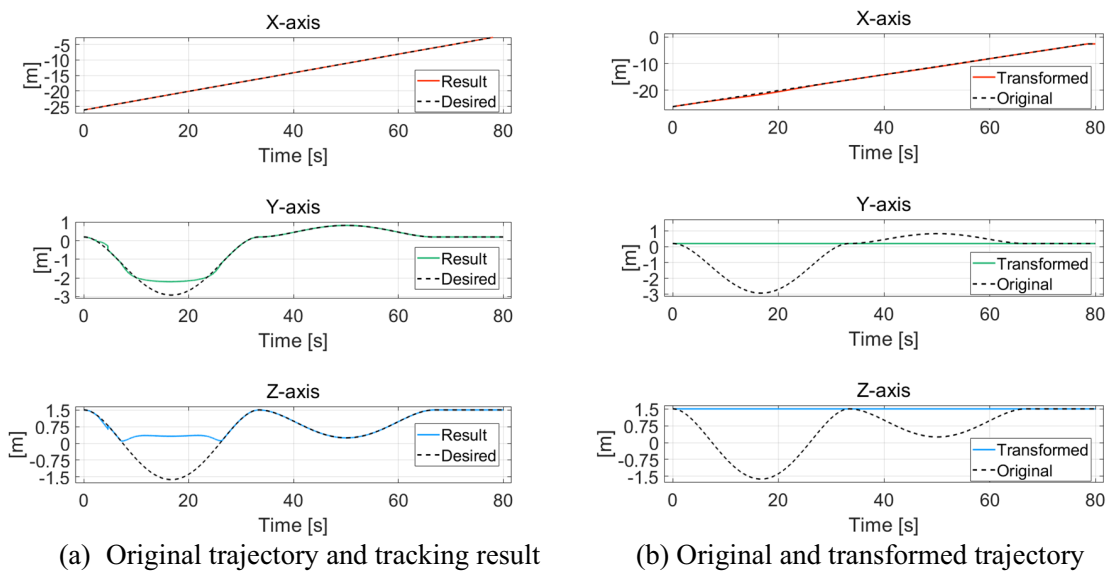 X-axis
-5
-10
-15
-20
-25
[m]
Result
Desired
0 20 40 60 80
Time [s]
Y-axis
1
0
-1
-2
-3
[m]
Result
Desired
0 20 40 60 80
Time [s]
Z-axis
1.5
0.75
0
-0.75
-1.5
[m]
Result
Desired
0 20 40 60 80
Time [s]
(a) Original trajectory and tracking result
X-axis
0
-20
[m]
Transformed
Original
0 20 40 60 80
Time [s]
Y-axis
1
0
-1
-2
-3
[m]
Transformed
Original
0 20 40 60 80
Time [s]
Z-axis
1.5
0.75
0
-0.75
-1.5
[m]
Transformed
Original
0 20 40 60 80
Time [s]
(b) Original and transformed trajectory